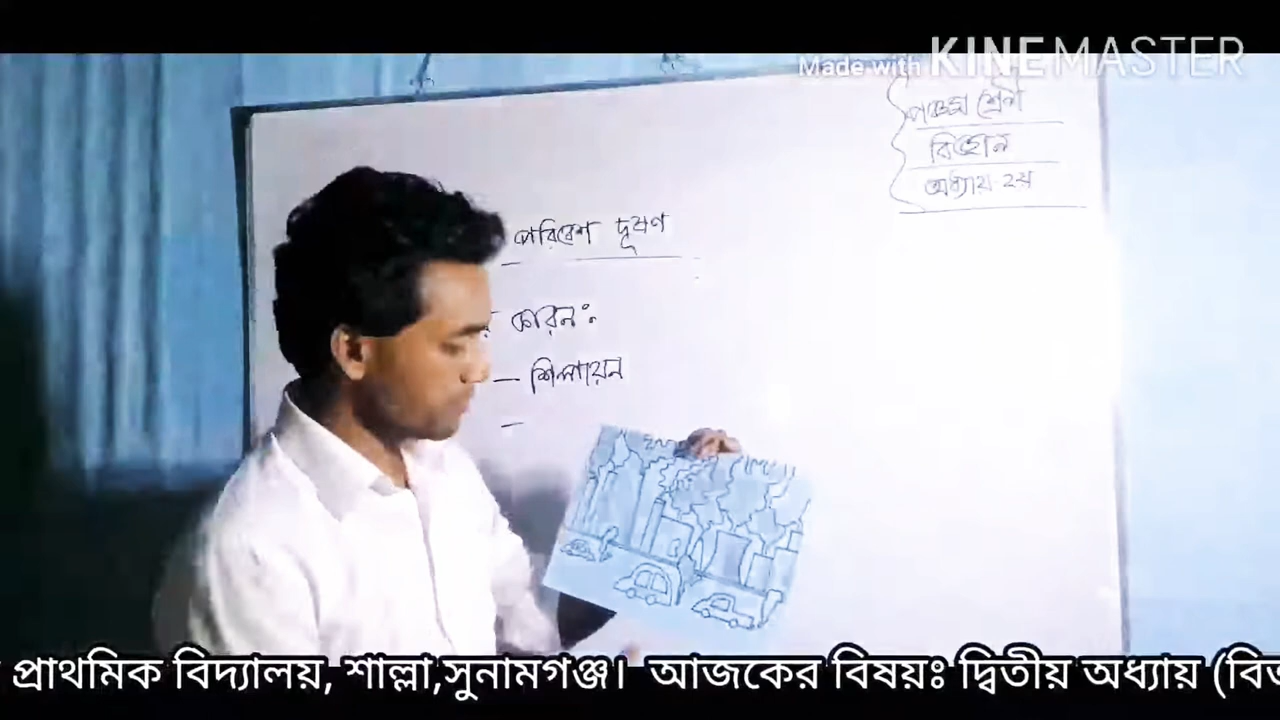 Made with KINEMASTER
পঞ্চম শ্রেণী
বিজ্ঞান
অধ্যায়-২য়
পরিবেশ দূষণ
কারন ঃ
— শিল্পায়ন
—
প্রাথমিক বিদ্যালয়, শাল্লা,সুনামগঞ্জ। আজকের বিষয়ঃ দ্বিতীয় অধ্যায়